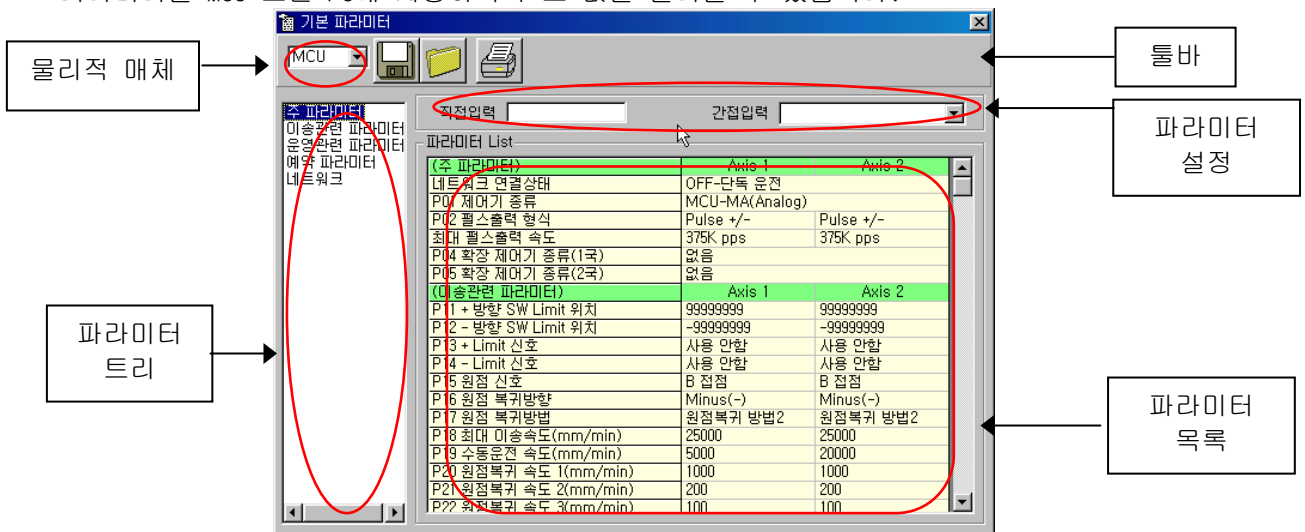 기본 파라미터
MCU
물리적 매체
툴바
직접입력
간접입력
파라미터
설정
주 파라미터
이송관련 파라미터
운영관련 파라미터
예약 파라미터
네트워크
파라미터 List
(주 파라미터) Axis 1 Axis 2
네트워크 연결상태 OFF-단독 운전
P01 제어기 종류 MCU-MA(Analog)
P02 펄스출력 형식 Pulse +/- Pulse +/-
최대 펄스출력 속도 375K pps 375K pps
P04 확장 제어기 종류(1국) 없음
P05 확장 제어기 종류(2국) 없음
(이송관련 파라미터) Axis 1 Axis 2
P11 + 방향 SW Limit 위치 99999999 99999999
P12 - 방향 SW Limit 위치 -99999999 -99999999
P13 + Limit 신호 사용 안함 사용 안함
P14 - Limit 신호 사용 안함 사용 안함
P15 원점 신호 B 접점 B 접점
P16 원점 복귀방향 Minus(-) Minus(-)
P17 원점 복귀방법 원점복귀 방법2 원점복귀 방법2
P18 최대 이송속도(mm/min) 25000 25000
P19 수동운전 속도(mm/min) 5000 20000
P20 원점복귀 속도 1(mm/min) 1000 1000
P21 원점복귀 속도 2(mm/min) 200 200
P22 원점복귀 속도 3(mm/min) 100 100
파라미터
트리
파라미터
목록